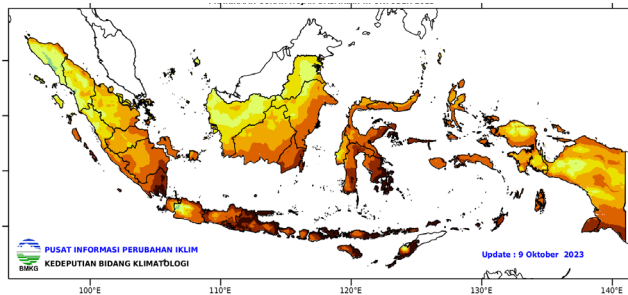 PUSAT INFORMASI PERUBAHAN IKLIM
KEDEPUTIAN BIDANG KLIMATOLOGI
BMKG
Update : 9 Oktober 2023
100°E
110°E
120°E
130°E
140°E